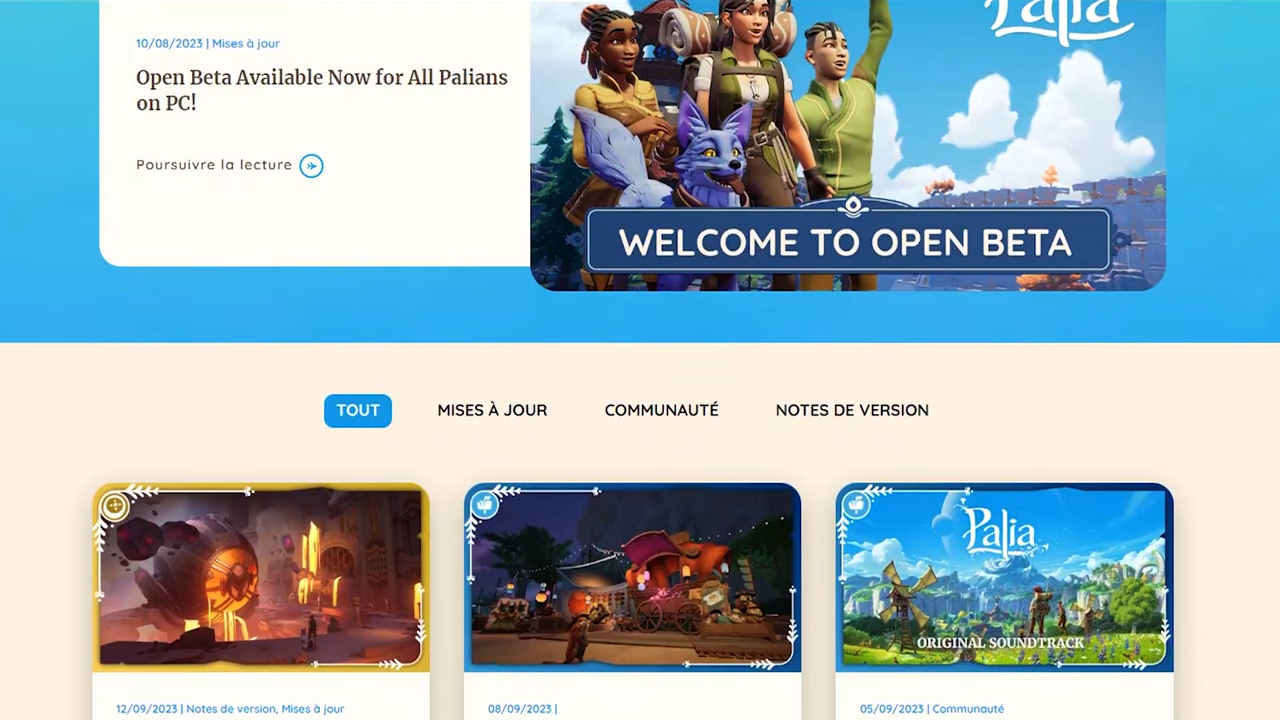 Palia
10/08/2023 | Mises à jour
Open Beta Available Now for All Palians
on PC!
Poursuivre la lecture
WELCOME TO OPEN BETA
TOUT
MISES À JOUR
COMMUNAUTÉ
NOTES DE VERSION
Palia
ORIGINAL SOUNDTRACK
12/09/2023 | Notes de version, Mises à jour
08/09/2023 |
05/09/2023 | Communauté